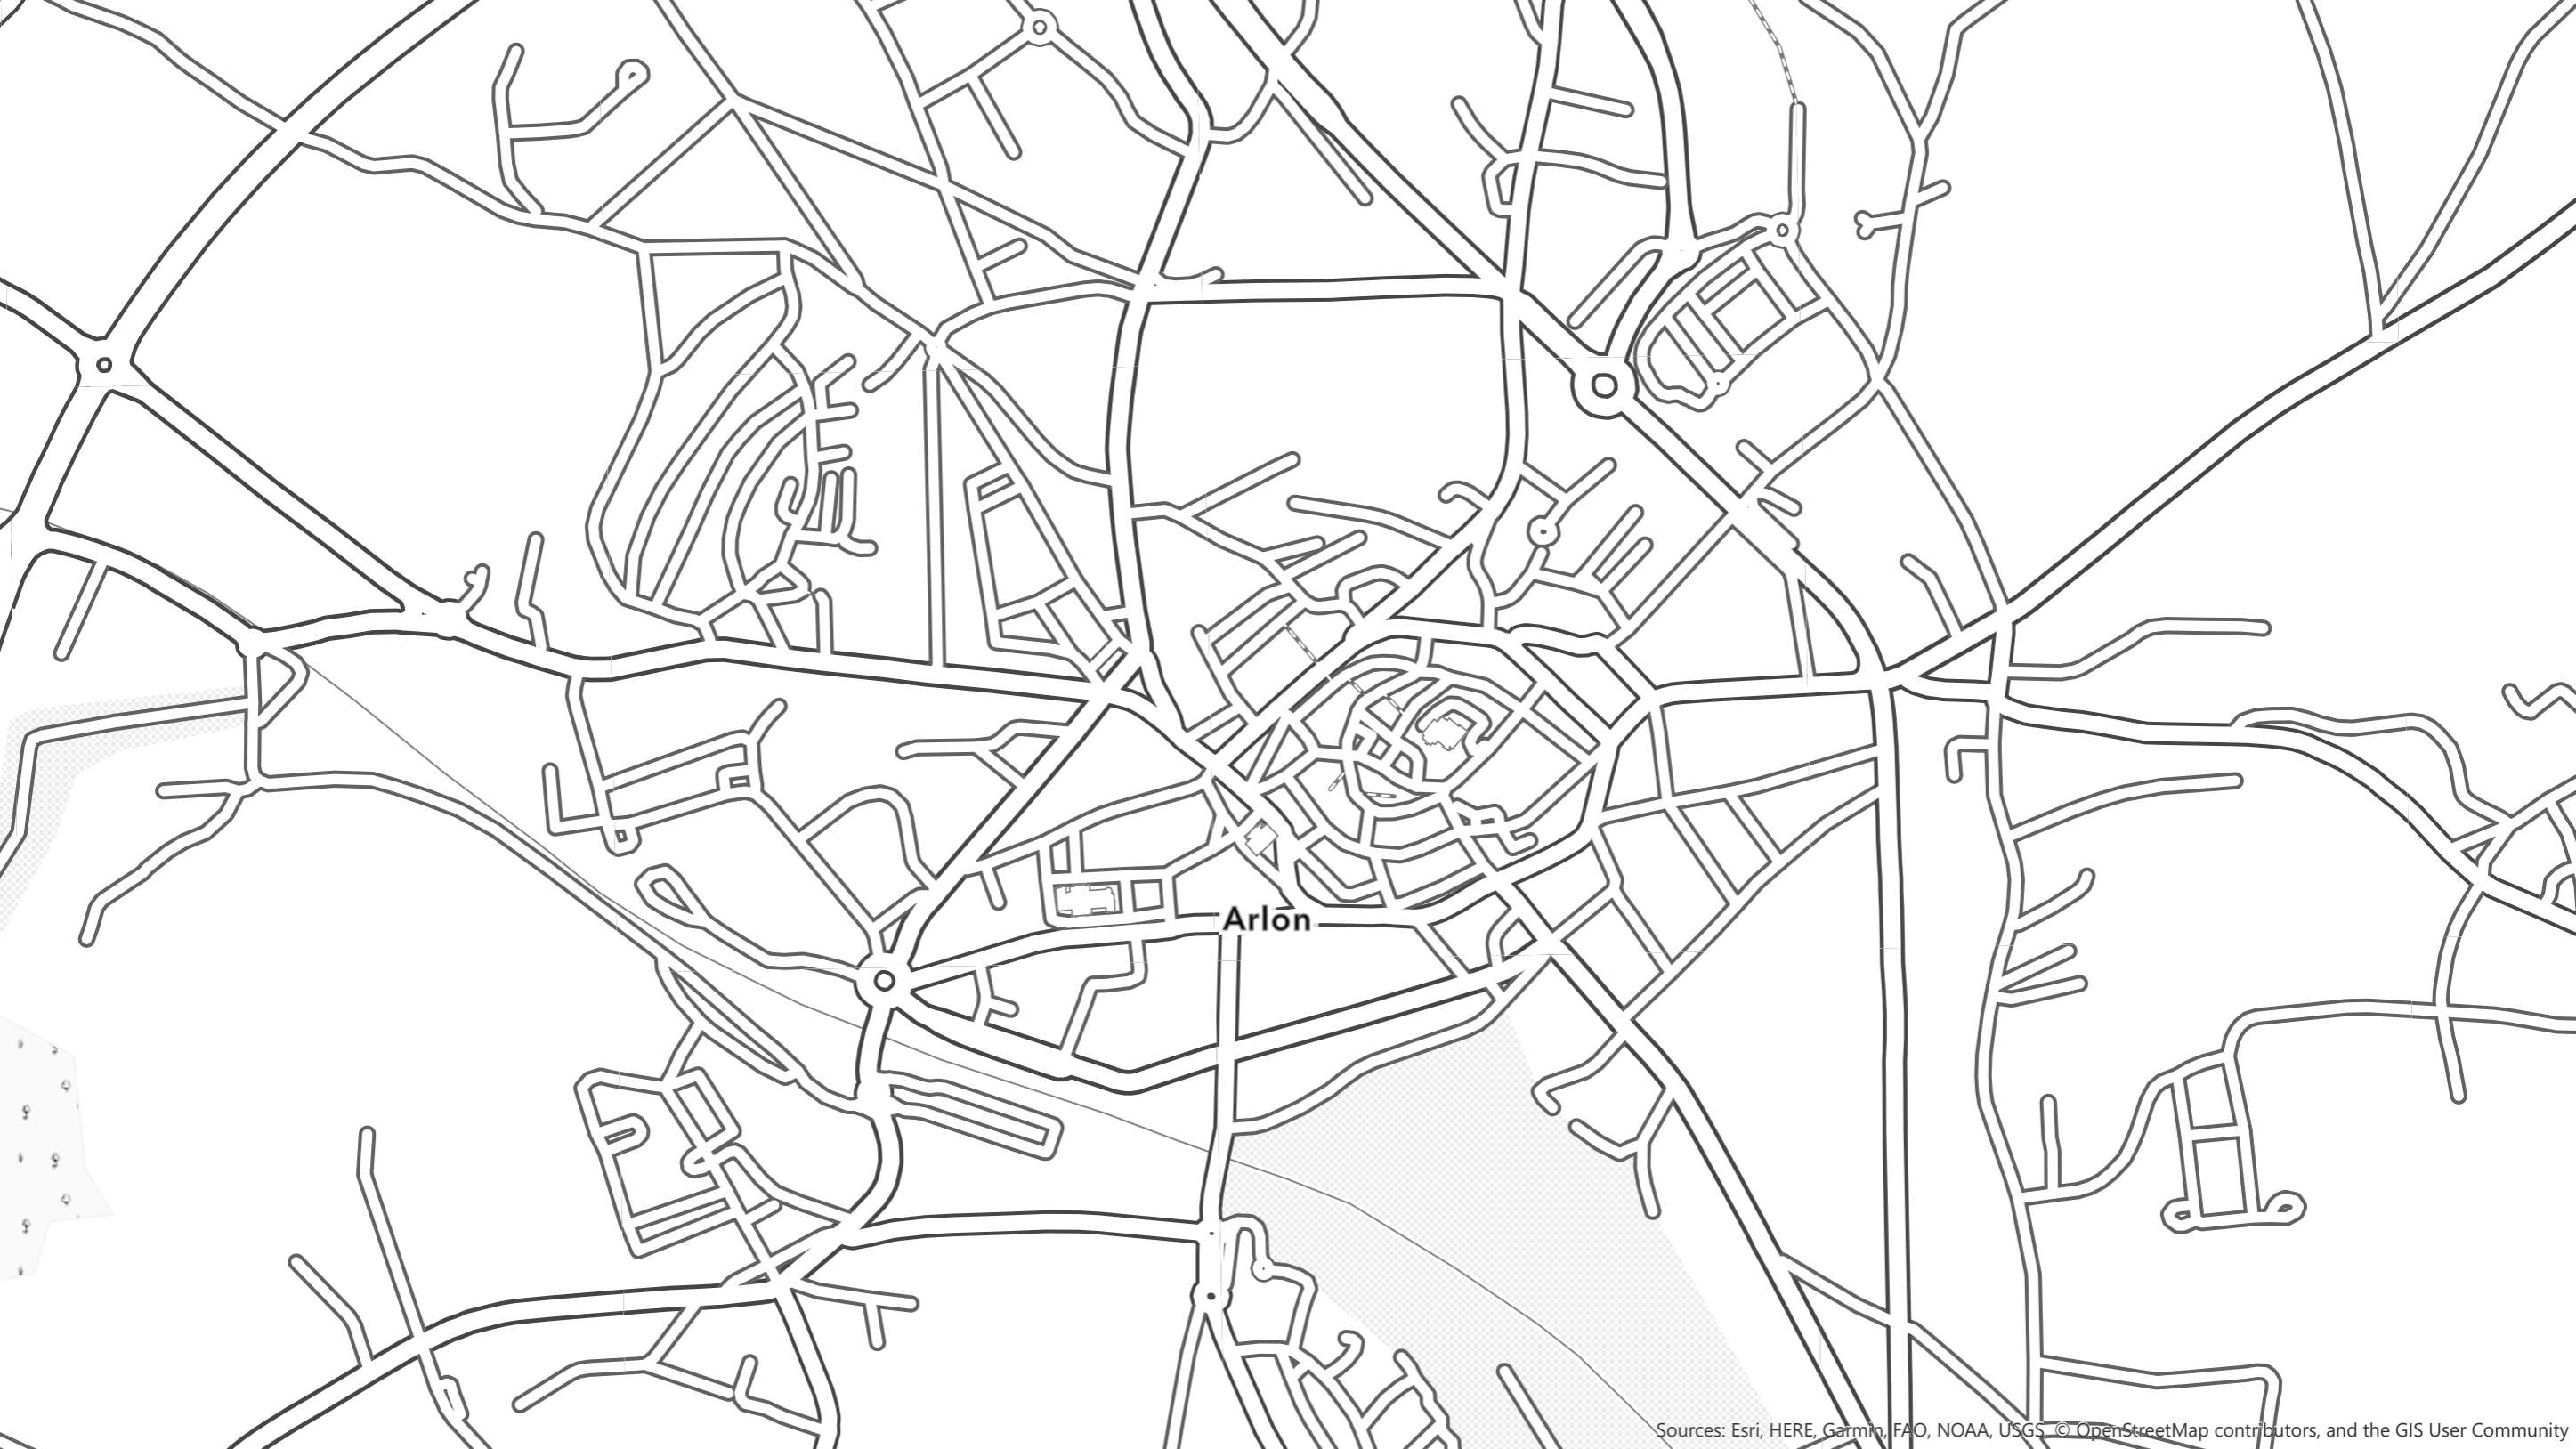 Arlon
Sources: Esri, HERE, Garmin, FAO, NOAA, USGS, © OpenStreetMap contributors, and the GIS User Community